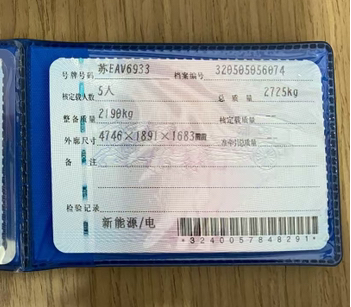 号牌号码 苏EAV6933 档案编号 320505056074
核定载人数 5人 总质量 2725kg
整备质量 2190kg 核定载质量 ------
外廓尺寸 4746×1891×1683mm 准牵引总质量 ------
备注
检验记录
新能源/电
*3240057848291*